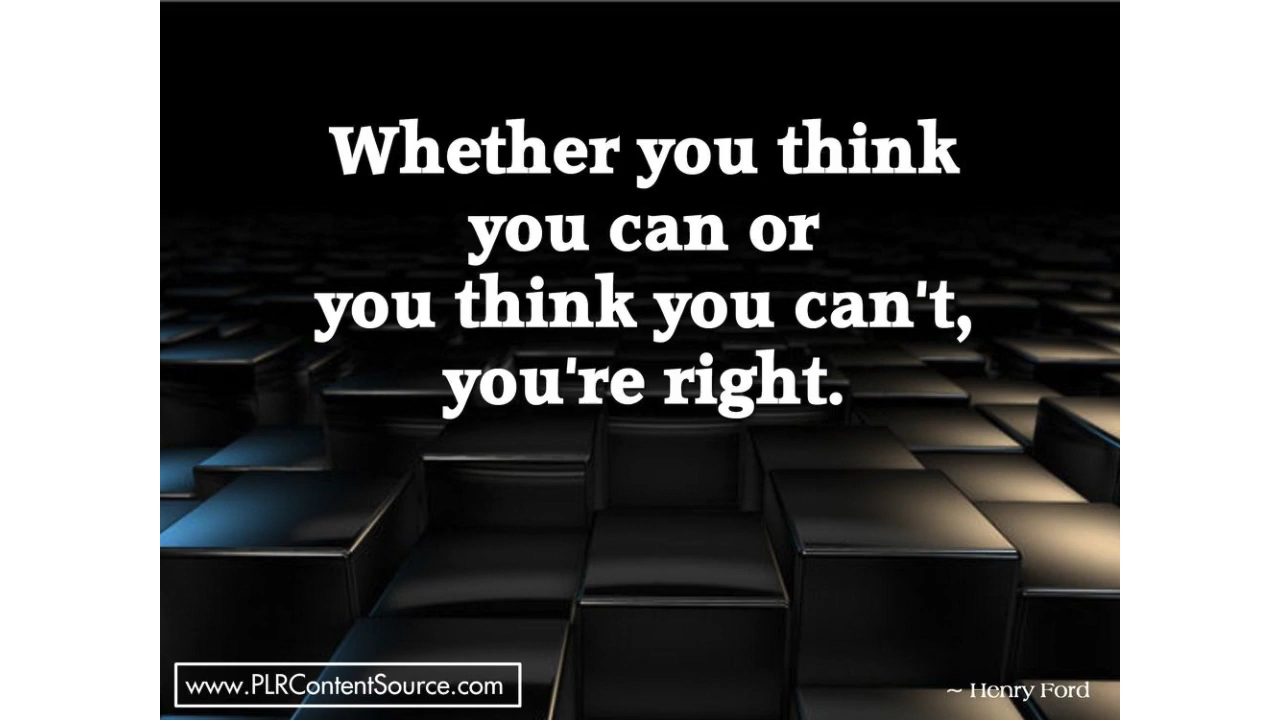 Whether you think
you can or
you think you can't,
you're right.
www.PLRContentSource.com
~ Henry Ford